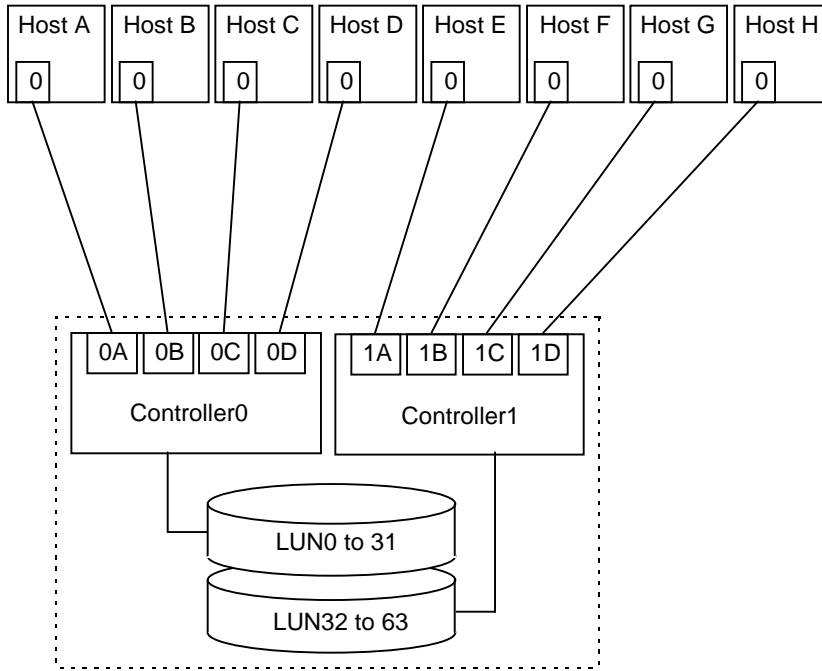 Host A Host B Host C Host D Host E Host F Host G Host H
0 0 0 0 0 0 0 0
0A 0B 0C 0D 1A 1B 1C 1D
Controller0 Controller1
LUN0 to 31
LUN32 to 63